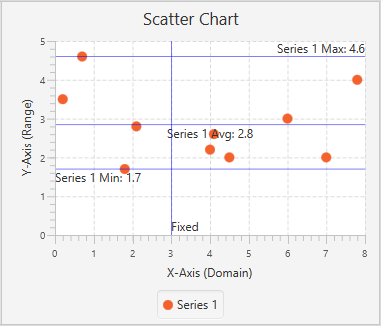 Scatter Chart
Series 1 Max: 4.6
Series 1 Avg: 2.8
Series 1 Min: 1.7
Fixed
Y-Axis (Range)
5
4
3
2
1
0
0 1 2 3 4 5 6 7 8
X-Axis (Domain)
Series 1